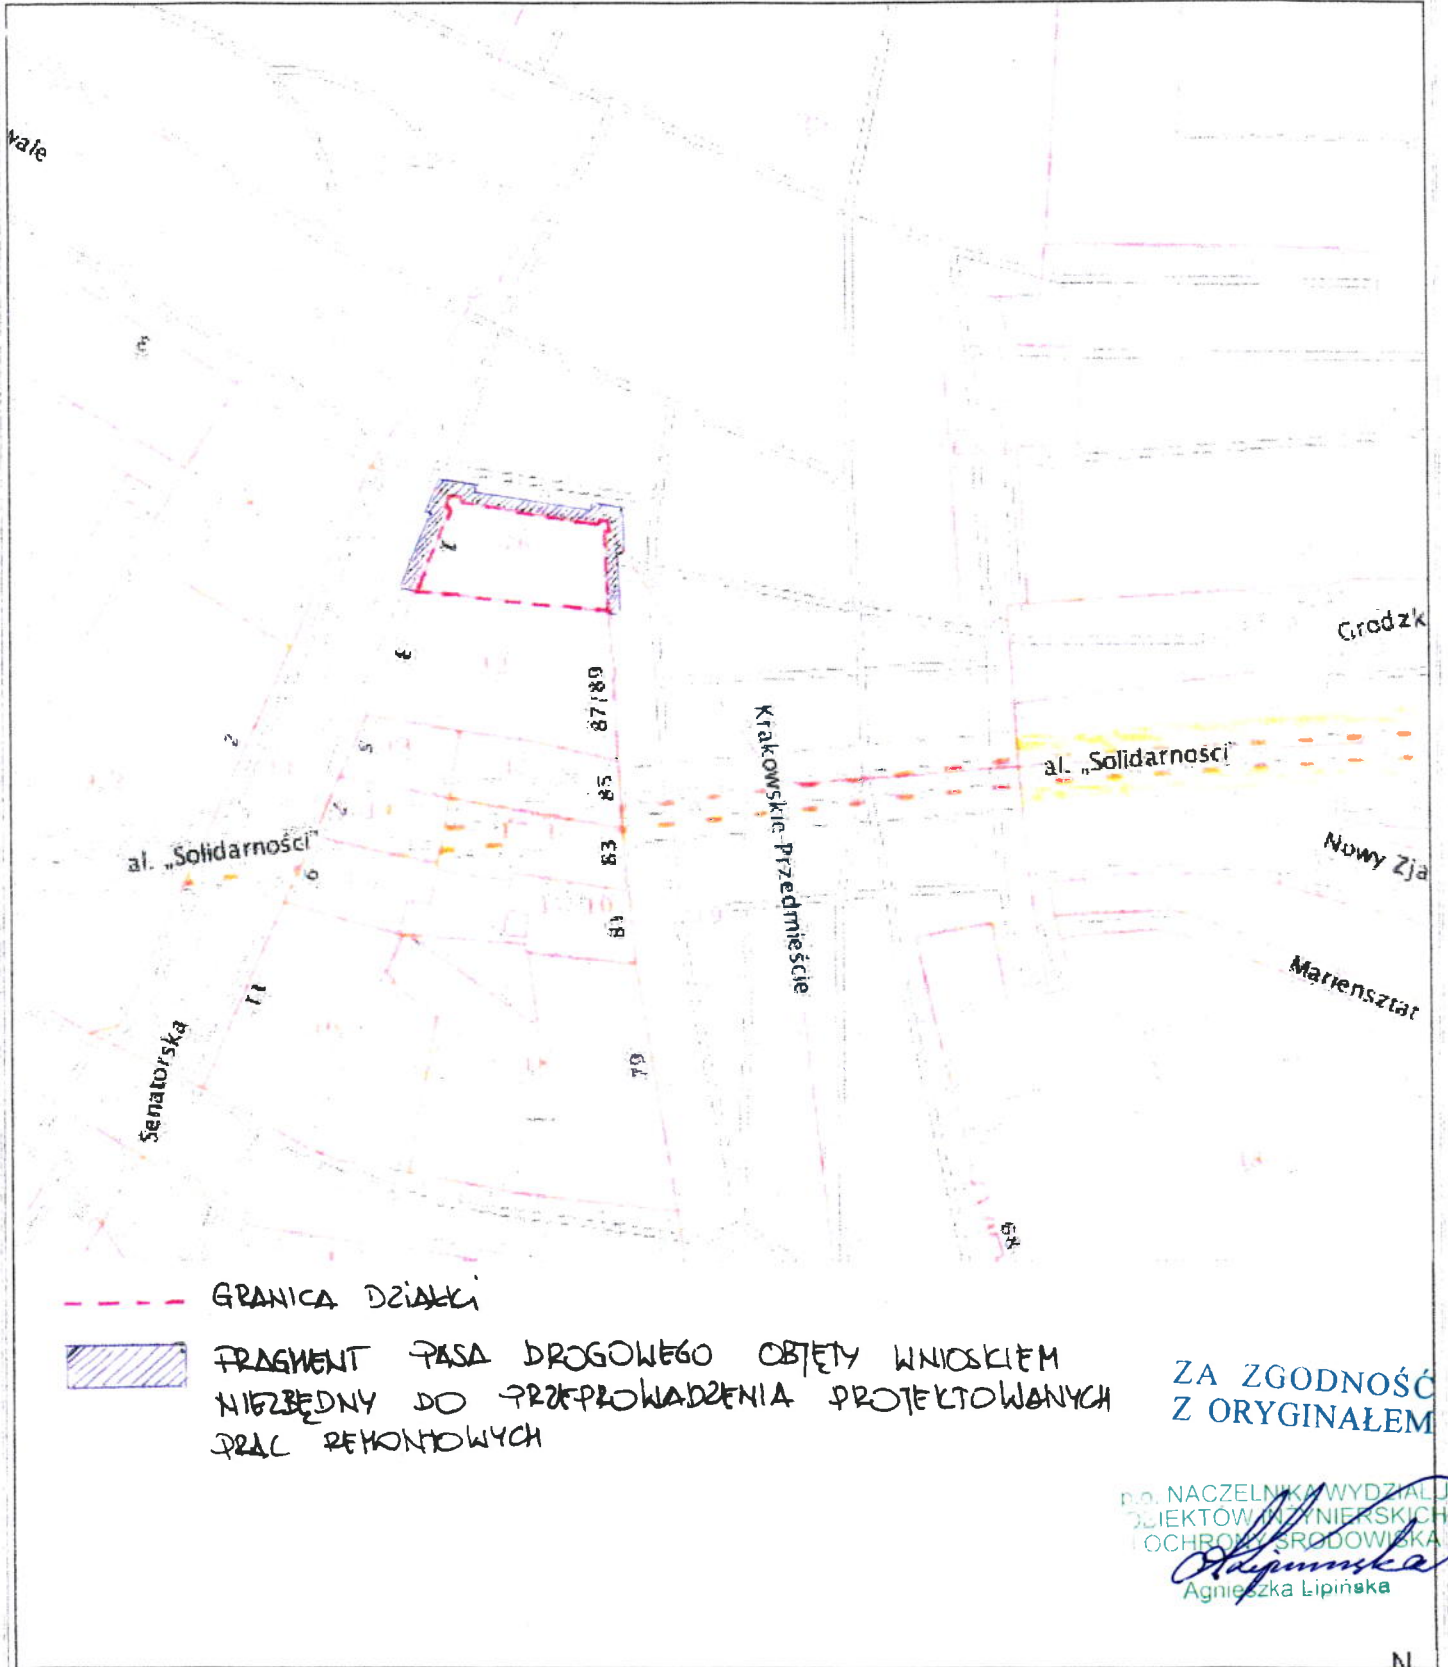 Grodzk
87/89
Krakowskie Przedmieście
al. „Solidarności"
85
al. „Solidarności"
83
Nowy Zja
81
Mariensztat
11
Senatorska
79
68
GRANICA DZIAŁKI
FRAGMENT PASA DROGOWEGO OBJĘTY WNIOSKIEM
NIEZBĘDNY DO PRZEPROWADZENIA PROJEKTOWANYCH
PRAC REMONTOWYCH
ZA ZGODNOŚĆ
Z ORYGINAŁEM
p.o. NACZELNIKA WYDZIAŁU
OBIEKTÓW INŻYNIERSKICH
OCHRONY ŚRODOWISKA
Agnieszka Lipińska
N